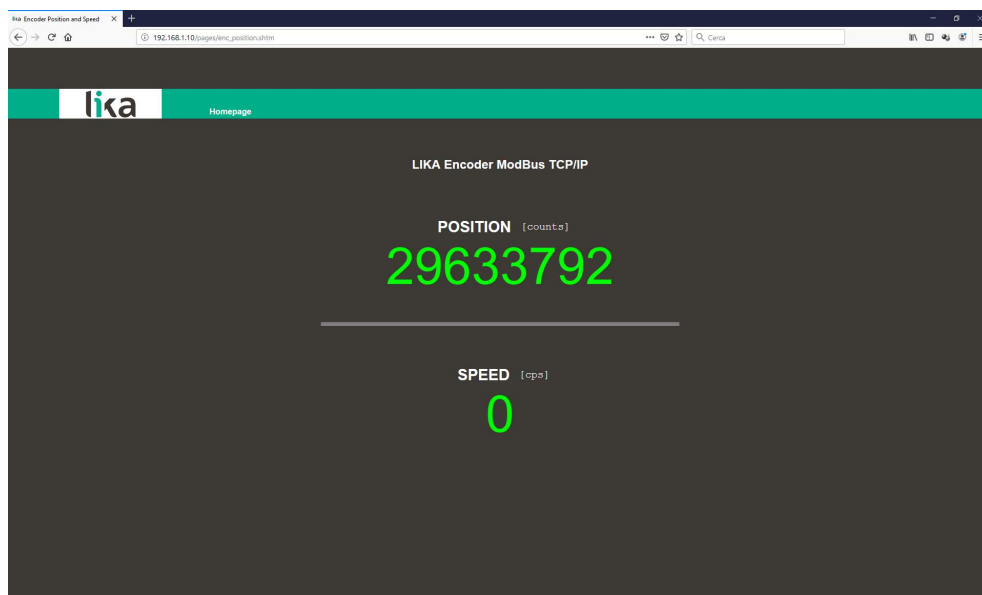 lika Encoder Position and Speed
192.168.1.10/pages/enc_position.shtm
Cerca
lika
Homepage
LIKA Encoder ModBus TCP/IP
POSITION [counts]
29633792
SPEED [cps]
0